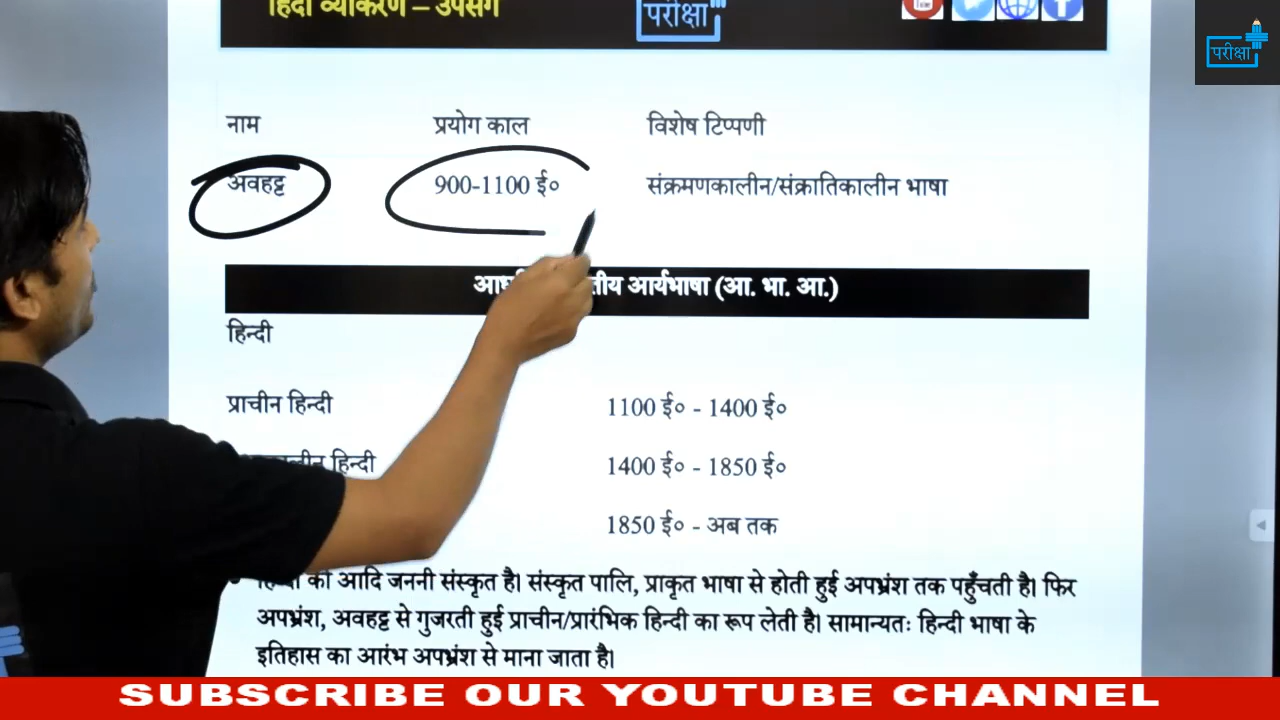 हिंदी व्याकरण – उपसर्ग
परीक्षा
परीक्षा
नाम प्रयोग काल विशेष टिप्पणी
अवहट्ट 900-1100 ई० संक्रमणकालीन/संक्रातिकालीन भाषा
आर्यभाषा (आ. भा. आ.)
हिन्दी
प्राचीन हिन्दी 1100 ई० - 1400 ई०
हिन्दी 1400 ई० - 1850 ई०
1850 ई० - अब तक
की आदि जननी संस्कृत है। संस्कृत पालि, प्राकृत भाषा से होती हुई अपभ्रंश तक पहुँचती है। फिर
अपभ्रंश, अवहट्ट से गुजरती हुई प्राचीन/प्रारंभिक हिन्दी का रूप लेती है। सामान्यतः हिन्दी भाषा के
इतिहास का आरंभ अपभ्रंश से माना जाता है।
SUBSCRIBE OUR YOUTUBE CHANNEL